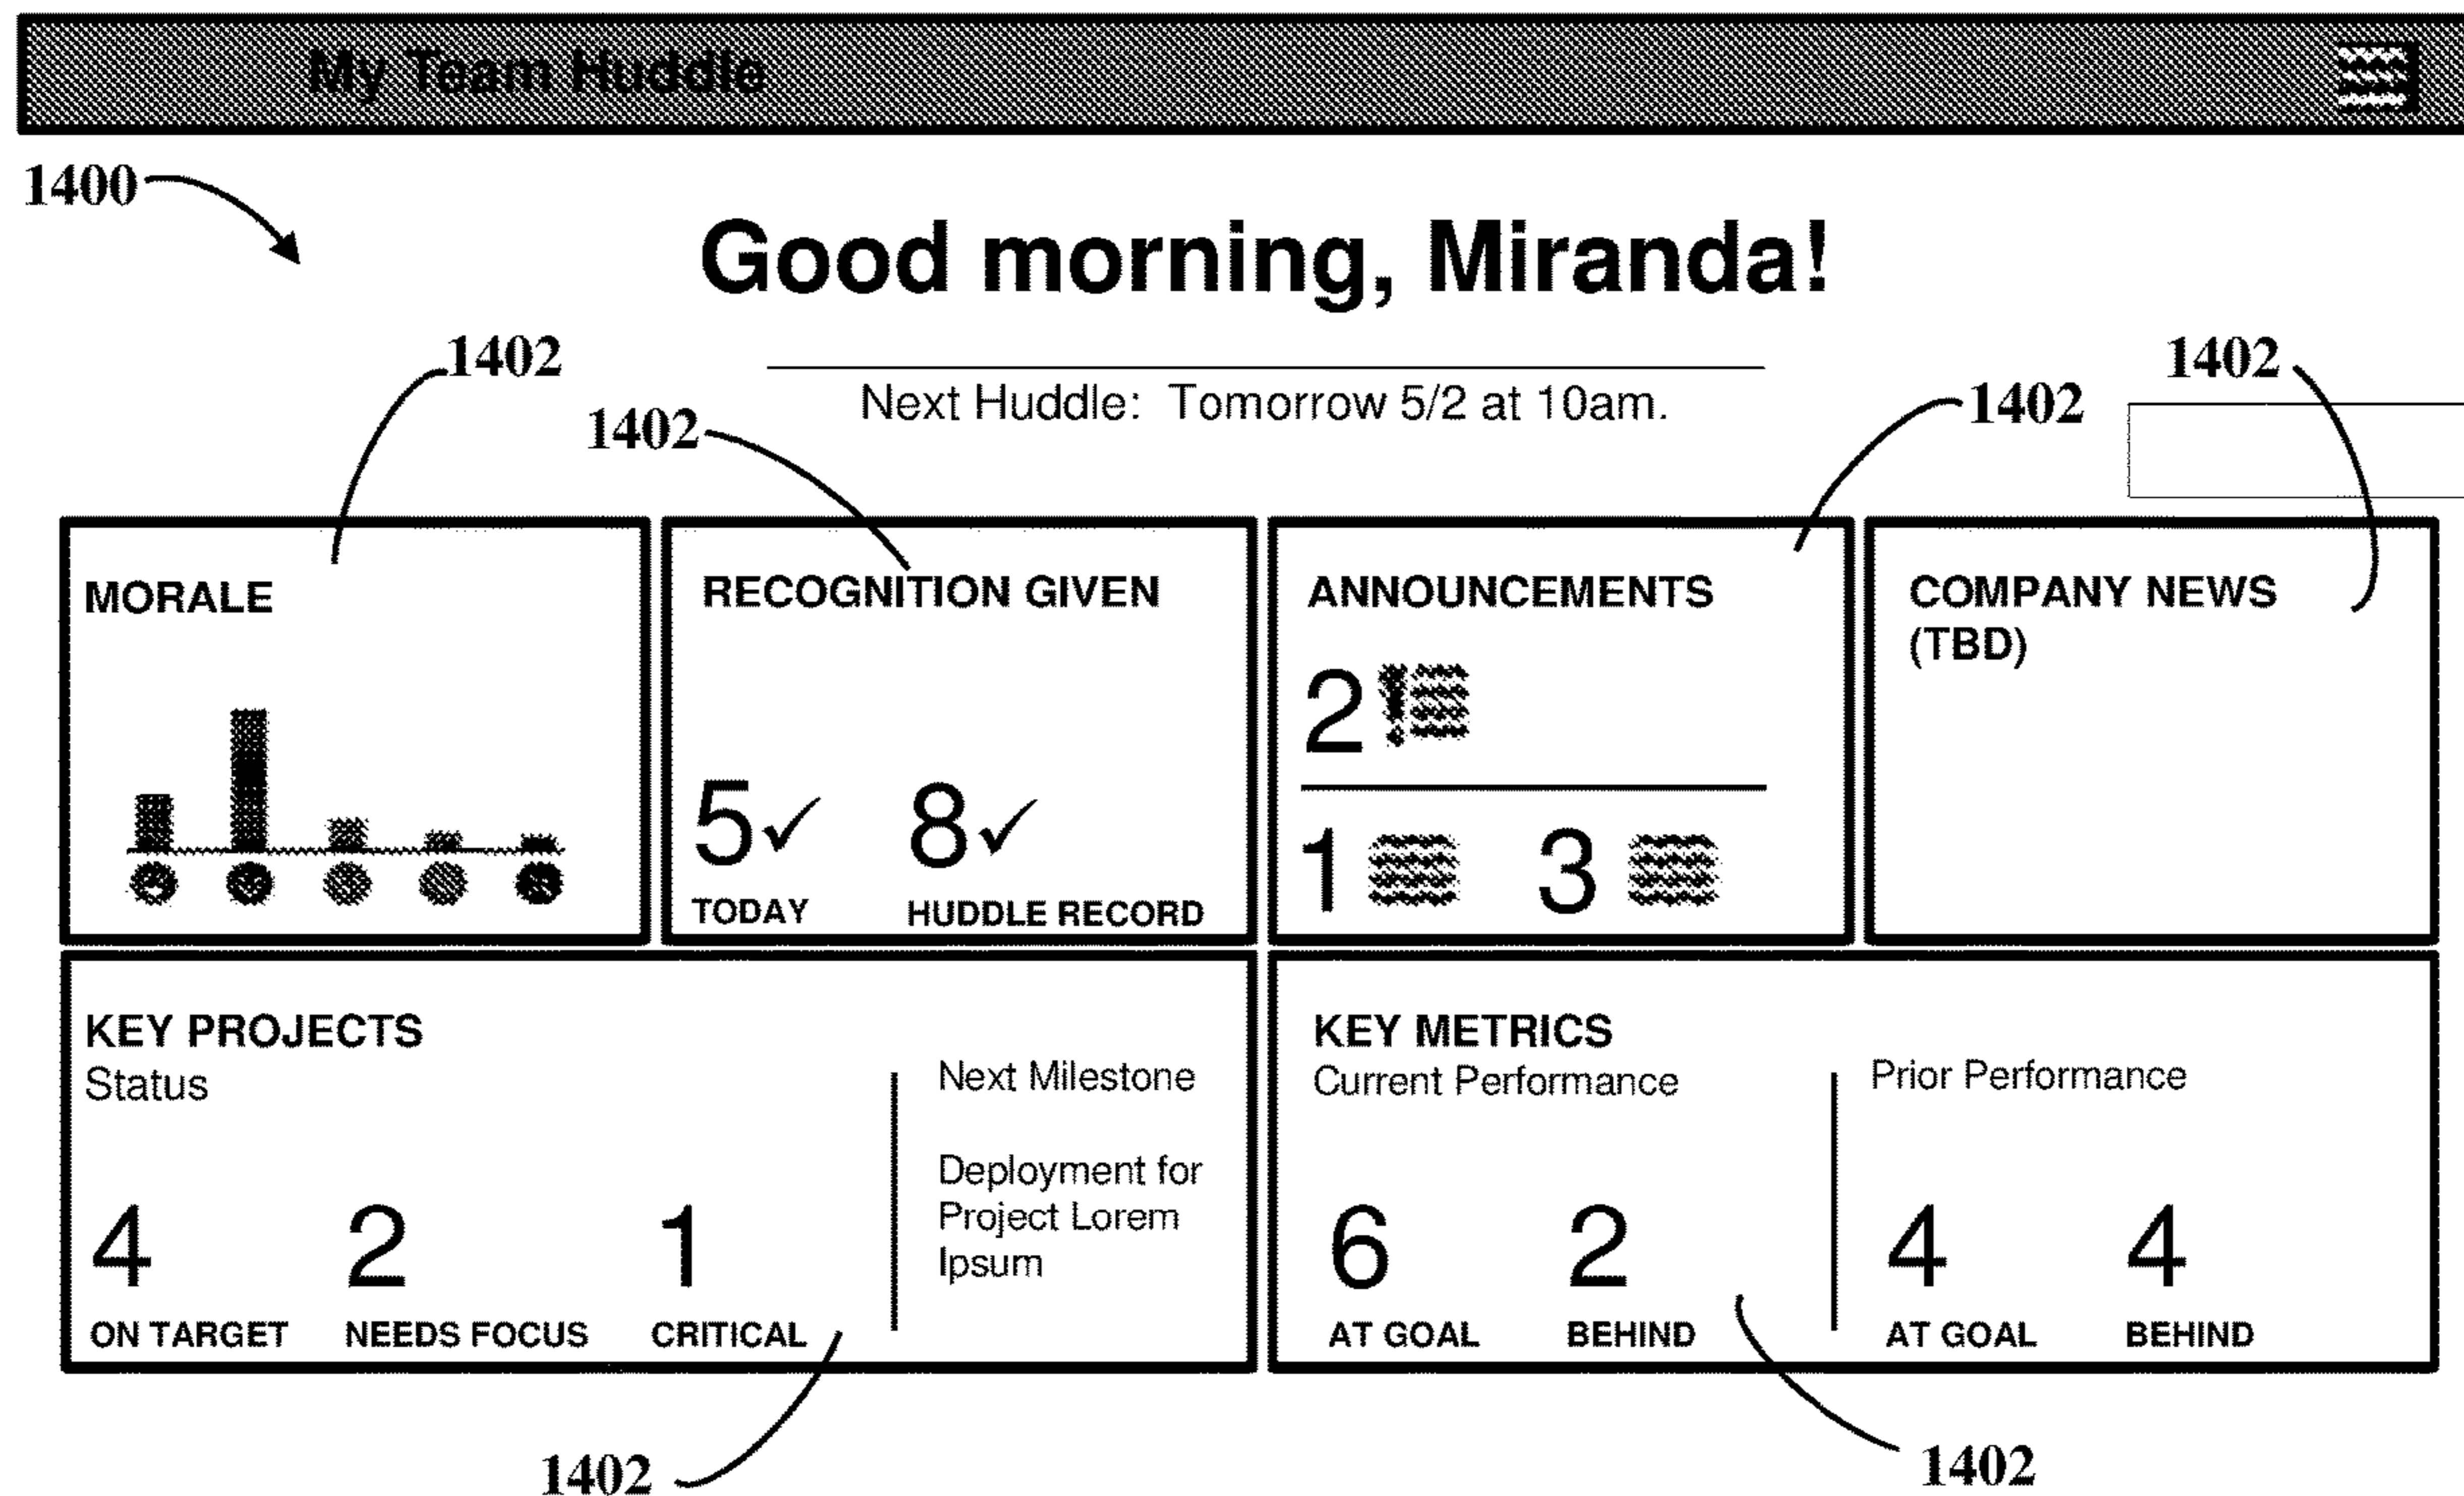 My Team Huddle
1400
Good morning, Miranda!
1402
1402
Next Huddle: Tomorrow 5/2 at 10am.
1402
1402
MORALE
RECOGNITION GIVEN
5✓ 8✓
TODAY HUDDLE RECORD
ANNOUNCEMENTS
2
1 3
COMPANY NEWS
(TBD)
KEY PROJECTS
Status
4 2 1
ON TARGET NEEDS FOCUS CRITICAL
Next Milestone
Deployment for
Project Lorem
Ipsum
KEY METRICS
Current Performance
6 2
AT GOAL BEHIND
Prior Performance
4 4
AT GOAL BEHIND
1402
1402